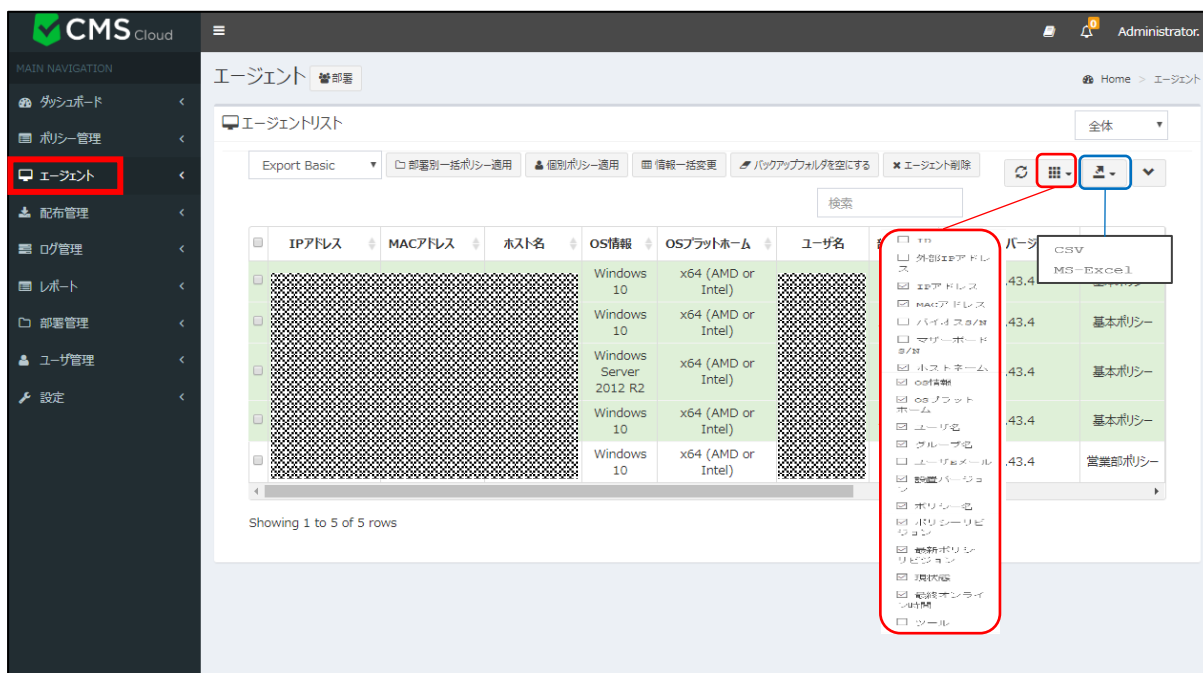 CMS Cloud
0
Administrator.
MAIN NAVIGATION
ダッシュボード
ポリシー管理
エージェント
配布管理
ログ管理
レポート
部署管理
ユーザ管理
設定
エージェント 部署
Home > エージェント
エージェントリスト
全体
Export Basic
部署別一括ポリシー適用
個別ポリシー適用
情報一括変更
バックアップフォルダを空にする
エージェント削除
検索
IPアドレス MACアドレス ホスト名 OS情報 OSプラットホーム ユーザ名
Windows
10
x64 (AMD or
Intel)
.43.4
Windows
10
x64 (AMD or
Intel)
.43.4 基本ポリシー
Windows
Server
2012 R2
x64 (AMD or
Intel)
.43.4 基本ポリシー
Windows
10
x64 (AMD or
Intel)
.43.4 基本ポリシー
Windows
10
x64 (AMD or
Intel)
.43.4 営業部ポリシー
Showing 1 to 5 of 5 rows
IP
外部IPアドレ
ス
IPアドレス
MACアドレス
バイオスS/N
マザーボード
S/N
ホストネーム
OS情報
OSプラット
ホーム
ユーザ名
グループ名
ユーザEメール
設置バージョ
ン
ポリシー名
ポリシーリビ
ジョン
最新ポリシー
リビジョン
現状態
最終オンライ
ン時間
ツール
CSV
MS-Excel